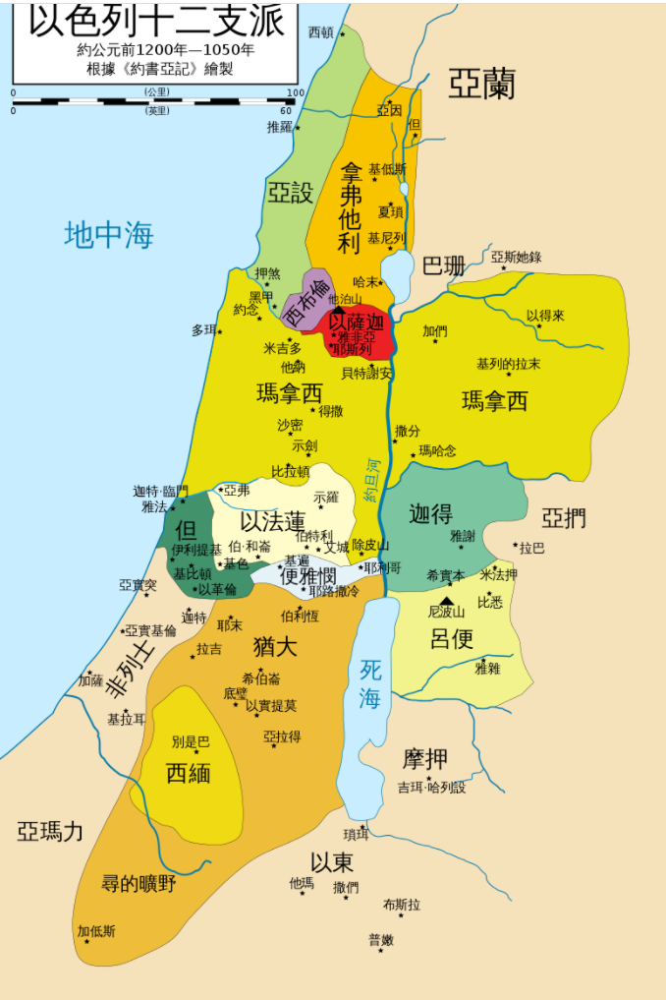 以色列十二支派
約公元前1200年—1050年
根據《約書亞記》繪製
0 (公里) 100
0 (英里) 60
西頓
亞蘭
亞因
但
推羅
拿弗他利
基低斯
亞設
夏瑣
地中海
基尼列
巴珊
亞斯她錄
押煞
哈末
西布倫
黑甲
他泊山
約念
以薩迦
以得來
多珥
雅非亞
加們
米吉多
耶斯列
他納
貝特謝安
基列的拉末
瑪拿西
瑪拿西
得撒
沙密
撒分
示劍
瑪哈念
比拉頓
約旦河
迦特·臨門
亞弗
示羅
雅法
但
以法蓮
迦得
亞捫
伊利提基
伯·和崙
伯特利
艾城
除皮山
雅謝
拉巴
基比頓
基色
基遍
耶利哥
便雅憫
希實本
米法押
亞實突
以革倫
耶路撒冷
尼波山
比悉
迦特
耶末
伯利恆
亞實基倫
呂便
非列士
拉吉
猶大
死海
雅雜
加薩
希伯崙
底璧
以實提莫
基拉耳
別是巴
亞拉得
西緬
摩押
吉珥·哈列設
亞瑪力
瑣珥
以東
尋的曠野
他瑪
撒們
布斯拉
加低斯
普嫩